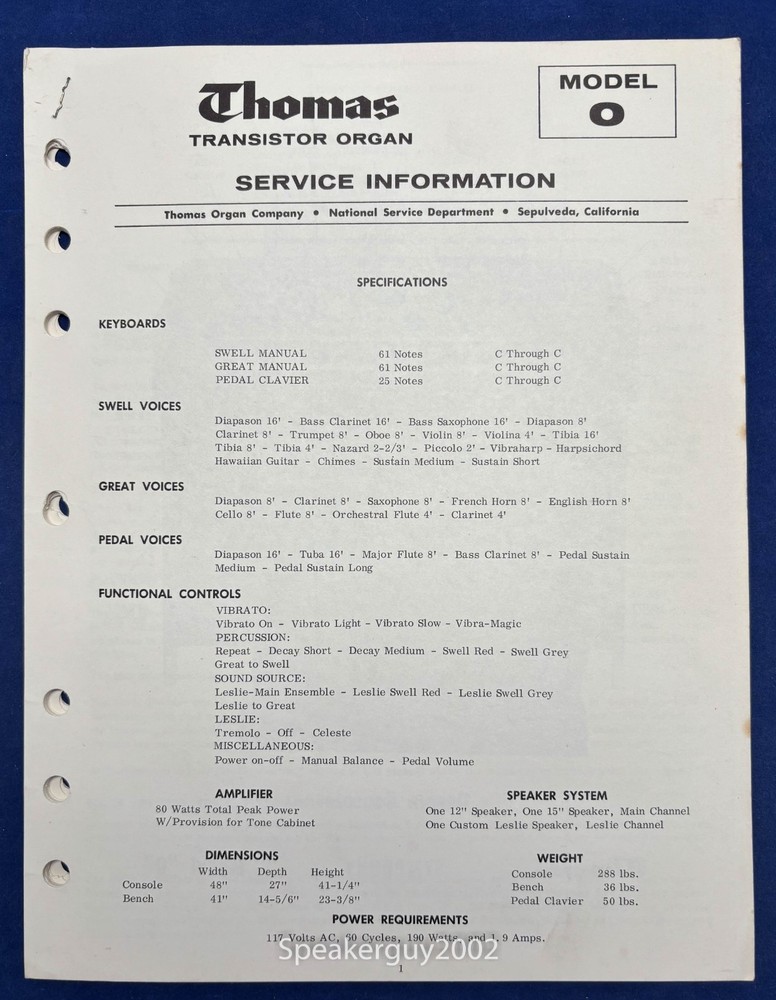 Thomas
TRANSISTOR ORGAN
MODEL
O
SERVICE INFORMATION
Thomas Organ Company • National Service Department • Sepulveda, California
SPECIFICATIONS
KEYBOARDS
SWELL MANUAL 61 Notes C Through C
GREAT MANUAL 61 Notes C Through C
PEDAL CLAVIER 25 Notes C Through C
SWELL VOICES
Diapason 16' - Bass Clarinet 16' - Bass Saxophone 16' - Diapason 8'
Clarinet 8' - Trumpet 8' - Oboe 8' - Violin 8' - Violina 4' - Tibia 16'
Tibia 8' - Tibia 4' - Nazard 2-2/3' - Piccolo 2' - Vibraharp - Harpsichord
Hawaiian Guitar - Chimes - Sustain Medium - Sustain Short
GREAT VOICES
Diapason 8' - Clarinet 8' - Saxophone 8' - French Horn 8' - English Horn 8'
Cello 8' - Flute 8' - Orchestral Flute 4' - Clarinet 4'
PEDAL VOICES
Diapason 16' - Tuba 16' - Major Flute 8' - Bass Clarinet 8' - Pedal Sustain
Medium - Pedal Sustain Long
FUNCTIONAL CONTROLS
VIBRATO:
Vibrato On - Vibrato Light - Vibrato Slow - Vibra-Magic
PERCUSSION:
Repeat - Decay Short - Decay Medium - Swell Red - Swell Grey
Great to Swell
SOUND SOURCE:
Leslie-Main Ensemble - Leslie Swell Red - Leslie Swell Grey
Leslie to Great
LESLIE:
Tremolo - Off - Celeste
MISCELLANEOUS:
Power on-off - Manual Balance - Pedal Volume
AMPLIFIER
80 Watts Total Peak Power
W/Provision for Tone Cabinet
SPEAKER SYSTEM
One 12" Speaker, One 15" Speaker, Main Channel
One Custom Leslie Speaker, Leslie Channel
DIMENSIONS
Width Depth Height
Console 48" 27" 41-1/4"
Bench 41" 14-5/6" 23-3/8"
WEIGHT
Console 288 lbs.
Bench 36 lbs.
Pedal Clavier 50 lbs.
POWER REQUIREMENTS
117 Volts AC, 60 Cycles, 190 Watts and 1.9 Amps.
Speakerguy2002
1